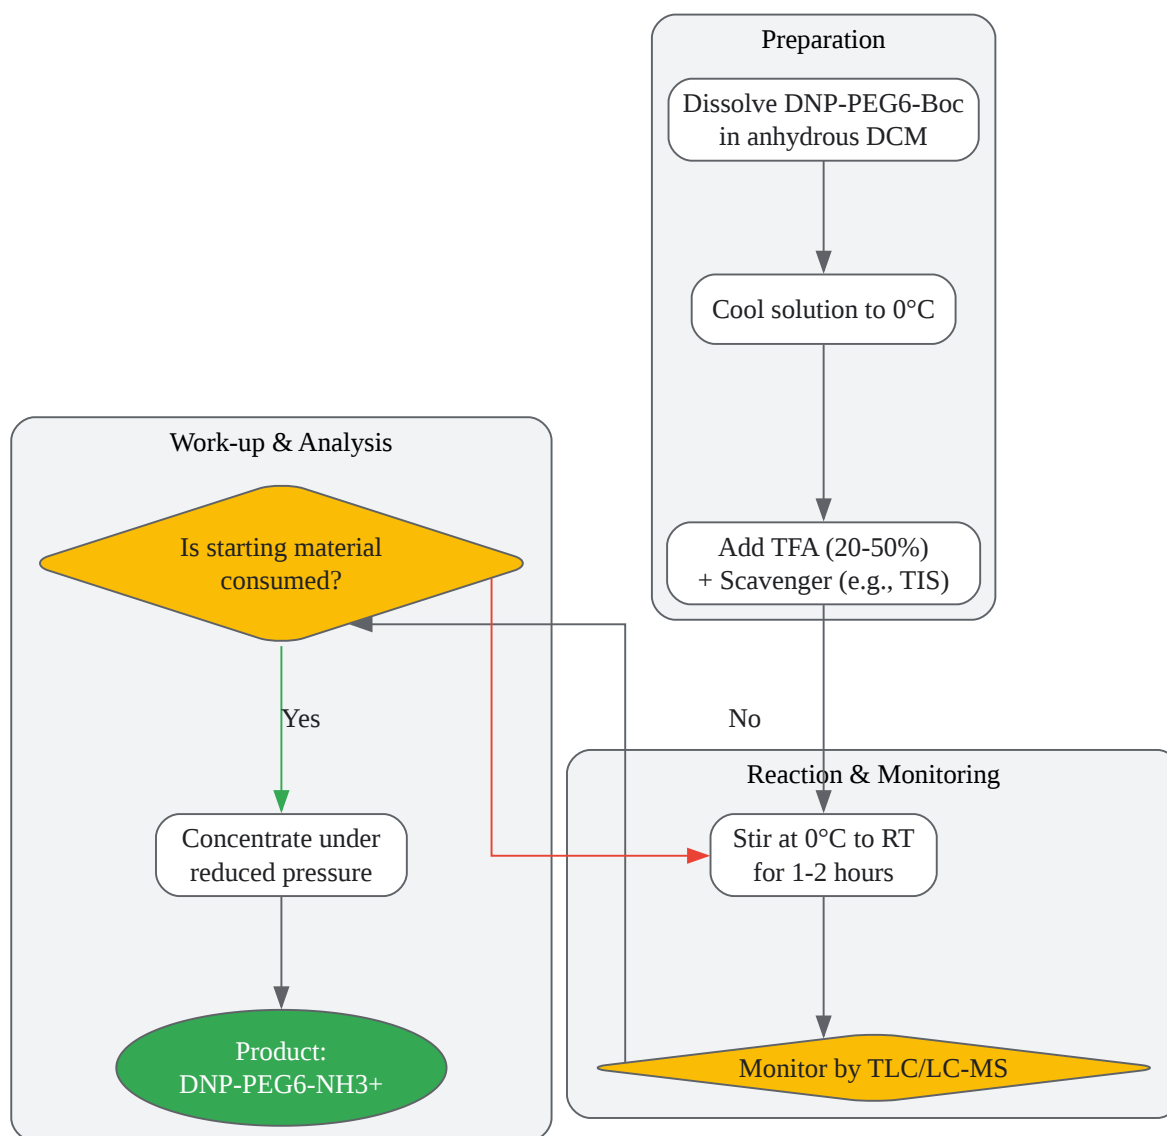 Preparation
Dissolve DNP-PEG6-Boc
in anhydrous DCM
Cool solution to 0°C
Add TFA (20-50%)
+ Scavenger (e.g., TIS)
Work-up & Analysis
Is starting material
consumed?
Yes
No
Concentrate under
reduced pressure
Product:
DNP-PEG6-NH3+
Reaction & Monitoring
Stir at 0°C to RT
for 1-2 hours
Monitor by TLC/LC-MS